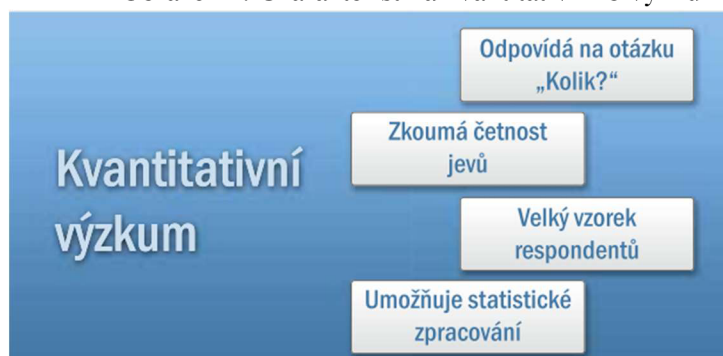 Odpovídá na otázku
„Kolik?“
Zkoumá četnost
jevů
Kvantitativní
výzkum
Velký vzorek
respondentů
Umožňuje statistické
zpracování